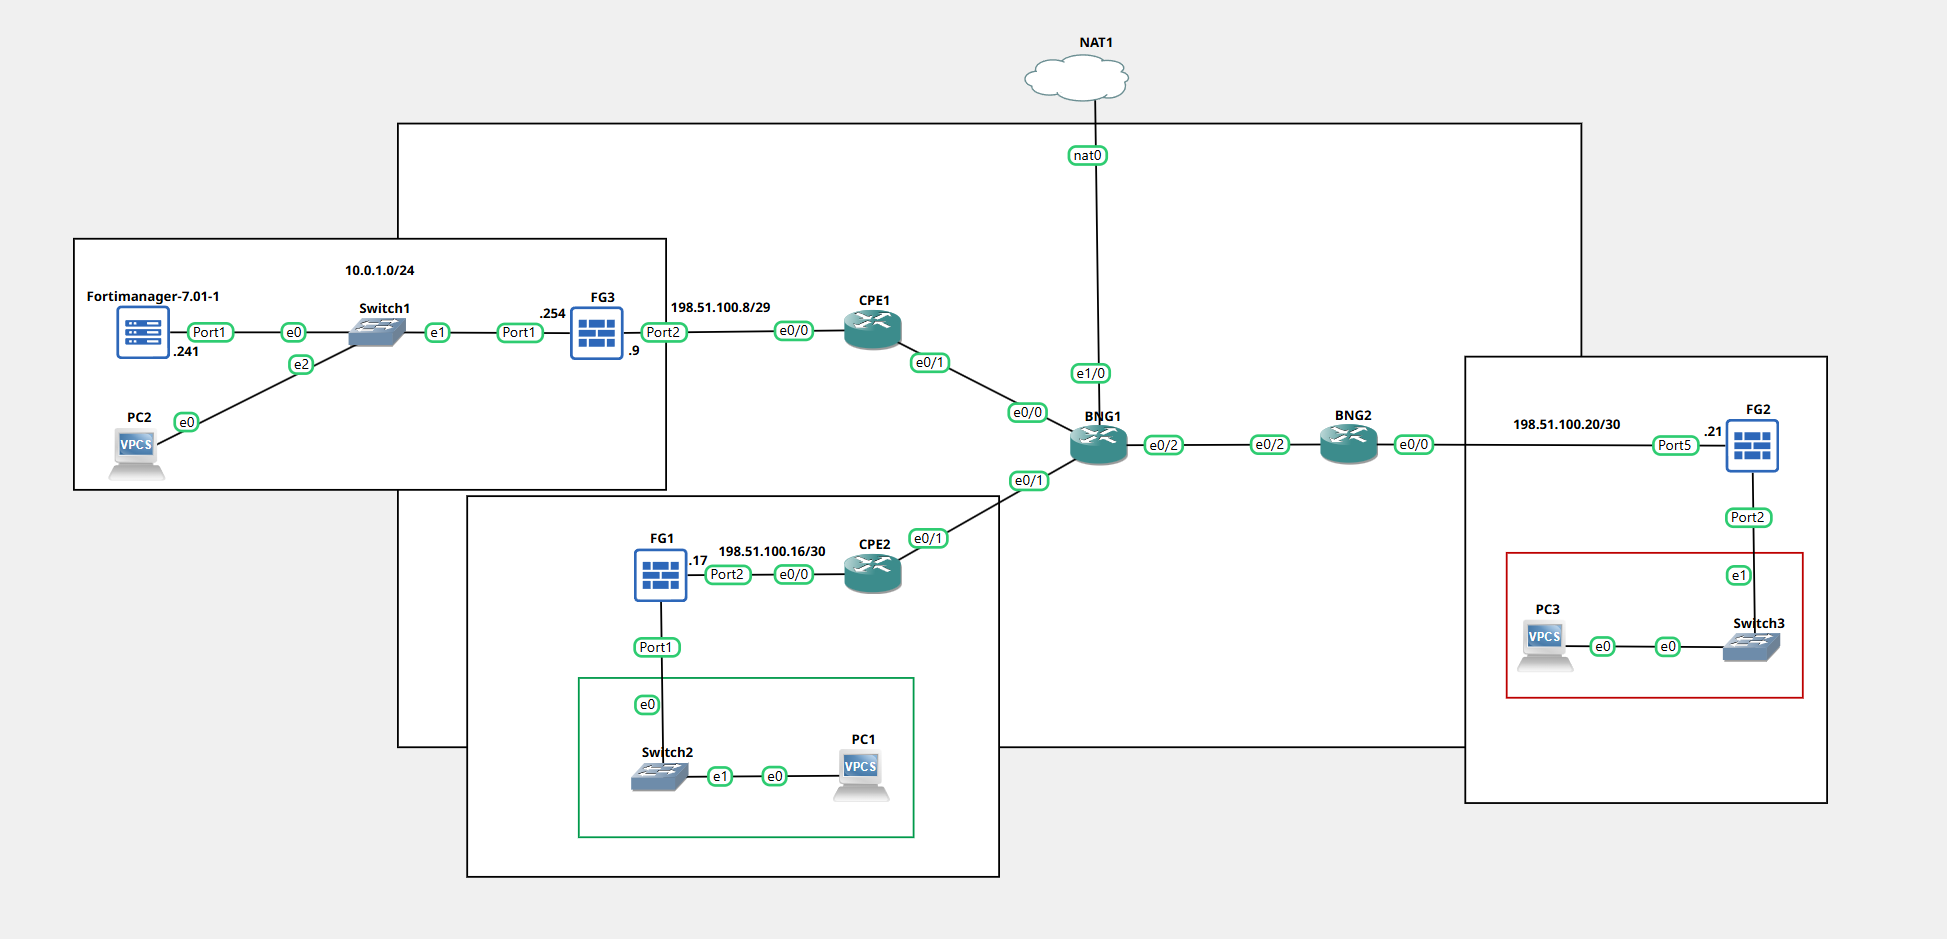 NAT1
nat0
10.0.1.0/24
Fortimanager-7.01-1
Switch1
FG3
198.51.100.8/29
CPE1
.254
Port1
e0
e1
Port1
Port2
e0/0
.241
.9
e2
e0/1
e1/0
PC2
e0
VPCS
e0/0
BNG1
e0/2
e0/2
BNG2
e0/0
198.51.100.20/30
Port5
.21
FG2
e0/1
Port2
FG1
.17
198.51.100.16/30
CPE2
e0/1
Port2
e0/0
e1
Port1
PC3
VPCS
e0
e0
Switch3
e0
Switch2
e1
e0
PC1
VPCS